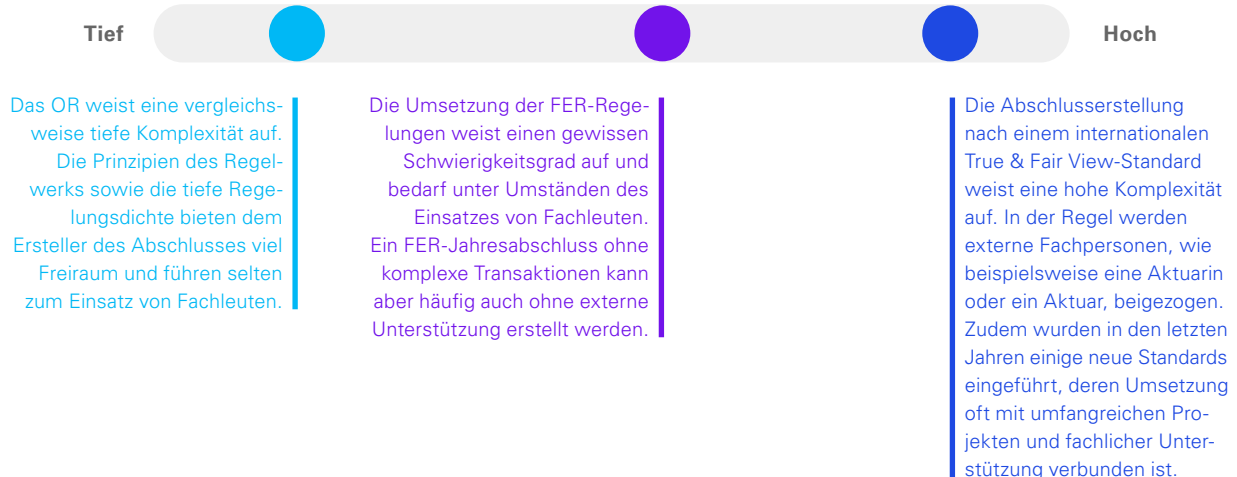 Tief
Hoch
Das OR weist eine vergleichs-
weise tiefe Komplexität auf.
Die Prinzipien des Regel-
werks sowie die tiefe Rege-
lungsdichte bieten dem
Ersteller des Abschlusses viel
Freiraum und führen selten
zum Einsatz von Fachleuten.
Die Umsetzung der FER-Rege-
lungen weist einen gewissen
Schwierigkeitsgrad auf und
bedarf unter Umständen des
Einsatzes von Fachleuten.
Ein FER-Jahresabschluss ohne
komplexe Transaktionen kann
aber häufig auch ohne externe
Unterstützung erstellt werden.
Die Abschlusserstellung
nach einem internationalen
True & Fair View-Standard
weist eine hohe Komplexität
auf. In der Regel werden
externe Fachpersonen, wie
beispielsweise eine Aktuarin
oder ein Aktuar, beigezogen.
Zudem wurden in den letzten
Jahren einige neue Standards
eingeführt, deren Umsetzung
oft mit umfangreichen Pro-
jekten und fachlicher Unter-
stützung verbunden ist.